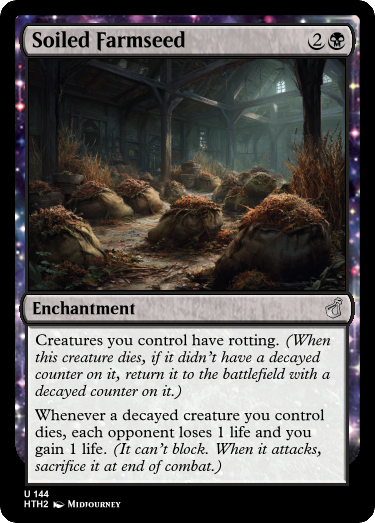 Soiled Farmseed 2
Enchantment
Creatures you control have rotting. (When
this creature dies, if it didn't have a decayed
counter on it, return it to the battlefield with a
decayed counter on it.)
Whenever a decayed creature you control
dies, each opponent loses 1 life and you
gain 1 life. (It can't block. When it attacks,
sacrifice it at end of combat.)
U 144
HTH2 Midjourney